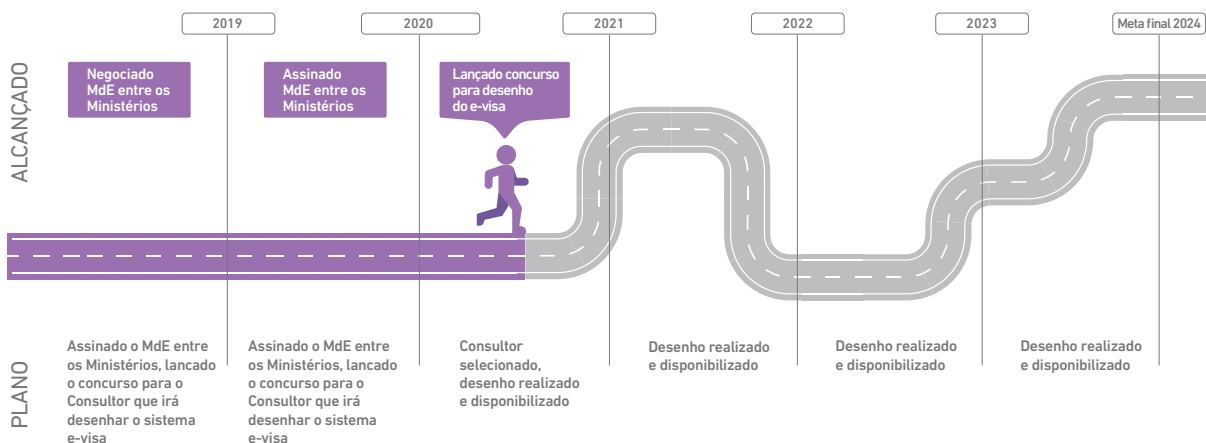 2019
2020
2021
2022
2023
Meta final 2024
ALCANÇADO
Negociado
MdE entre os
Ministérios
Assinado
MdE entre os
Ministérios
Lançado concurso
para desenho
do e-visa
PLANO
Assinado o MdE entre
os Ministérios, lancado
o concurso para o
Consultor que irá
desenhar o sistema
e-visa
Assinado o MdE entre
os Ministérios, lancado
o concurso para o
Consultor que irá
desenhar o sistema
e-visa
Consultor
selecionado,
desenho realizado
e disponibilizado
Desenho realizado
e disponibilizado
Desenho realizado
e disponibilizado
Desenho realizado
e disponibilizado